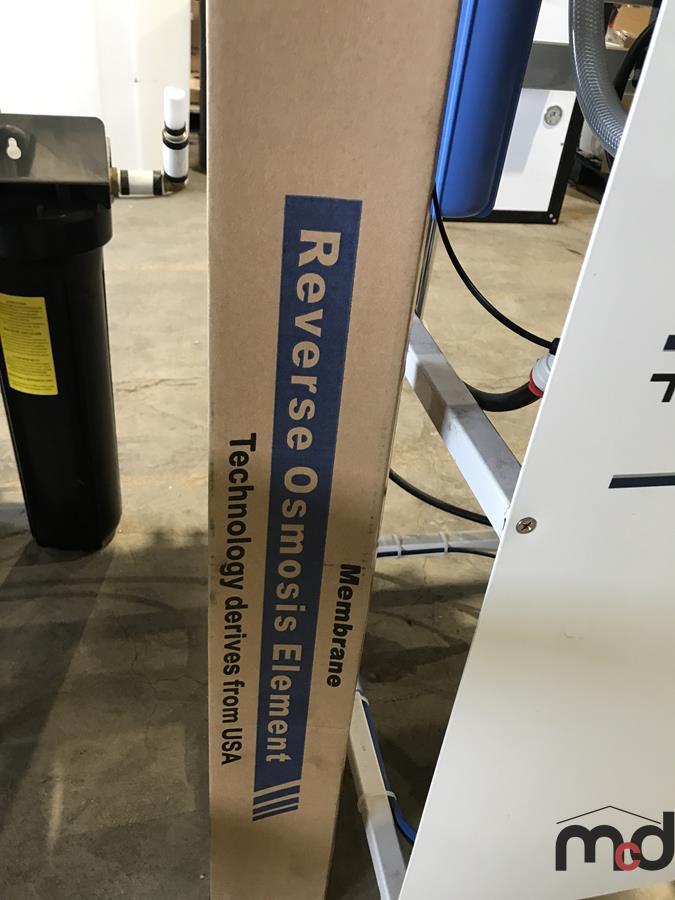 Membrane
Reverse Osmosis Element
Technology derives from USA
mcd